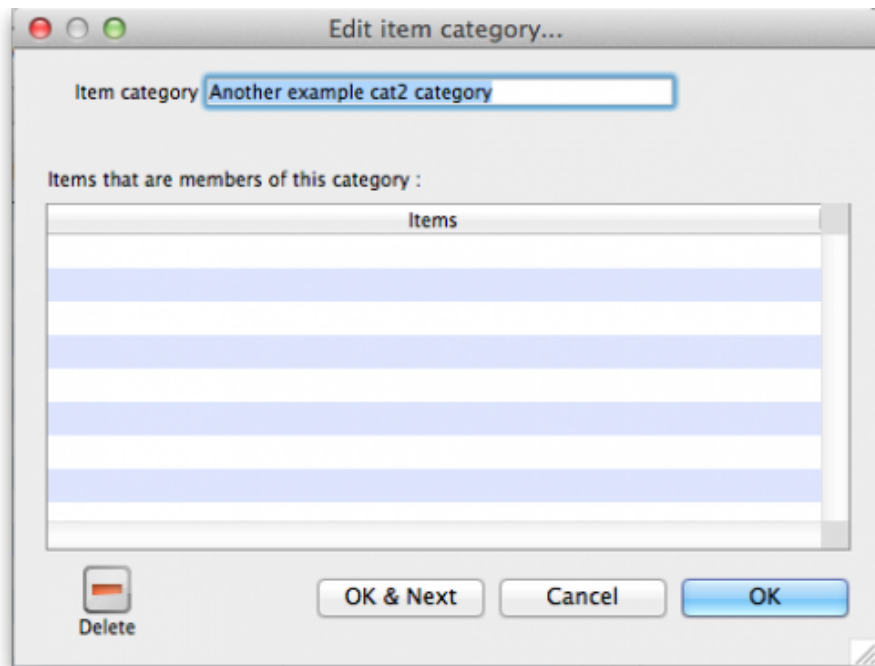 Edit item category...
Item category Another example cat2 category
Items that are members of this category :
Items
OK & Next Cancel OK
Delete